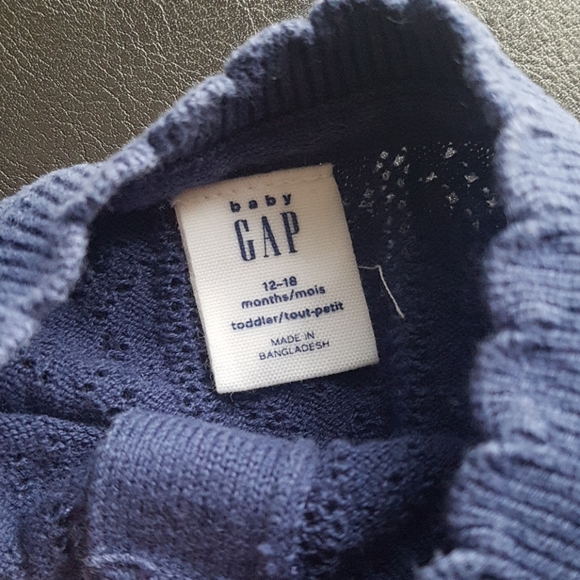 baby
GAP
12-18
months/mois
toddler/tout-petit
MADE IN
BANGLADESH